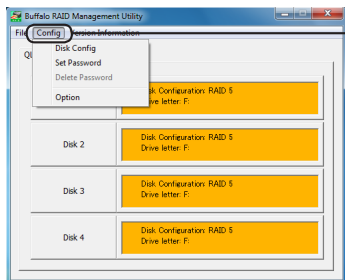 Buffalo RAID Management Utility
Config Version Information
Disk Config
Set Password
Delete Password
Option
Disk Configuration: RAID 5
Drive letter: F:
Disk 2
Disk Configuration: RAID 5
Drive letter: F:
Disk 3
Disk Configuration: RAID 5
Drive letter: F:
Disk 4
Disk Configuration: RAID 5
Drive letter: F: